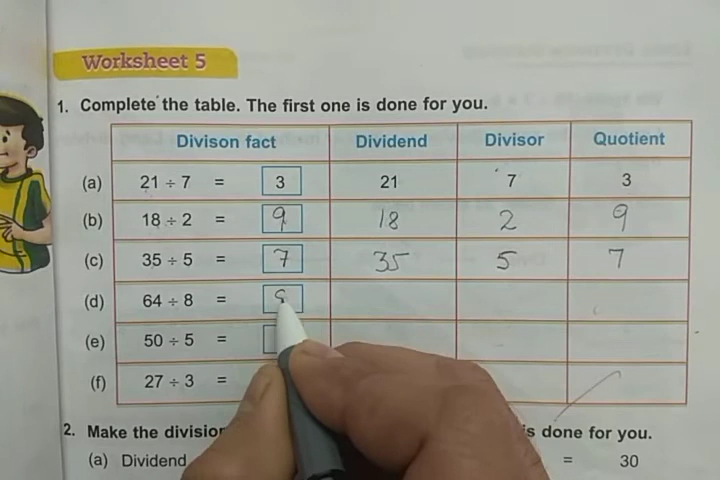 Worksheet 5
1. Complete the table. The first one is done for you.
Divison fact Dividend Divisor Quotient
(a) 21 ÷ 7 = 3 21 7 3
(b) 18 ÷ 2 = 9 18 2 9
(c) 35 ÷ 5 = 7 35 5 7
(d) 64 ÷ 8 =
(e) 50 ÷ 5 =
(f) 27 ÷ 3 =
2. Make the division is done for you.
(a) Dividend = 30